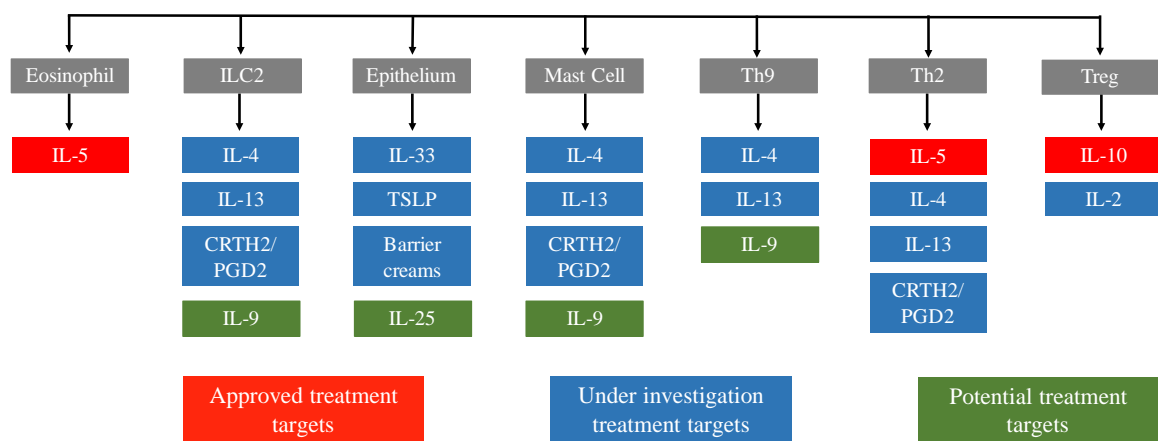 Eosinophil
ILC2
Epithelium
Mast Cell
Th9
Th2
Treg
IL-5
IL-4
IL-33
IL-4
IL-4
IL-5
IL-10
IL-13
TSLP
IL-13
IL-13
IL-4
IL-2
CRTH2/
PGD2
Barrier
creams
CRTH2/
PGD2
IL-9
IL-13
IL-9
IL-25
IL-9
CRTH2/
PGD2
Approved treatment
targets
Under investigation
treatment targets
Potential treatment
targets